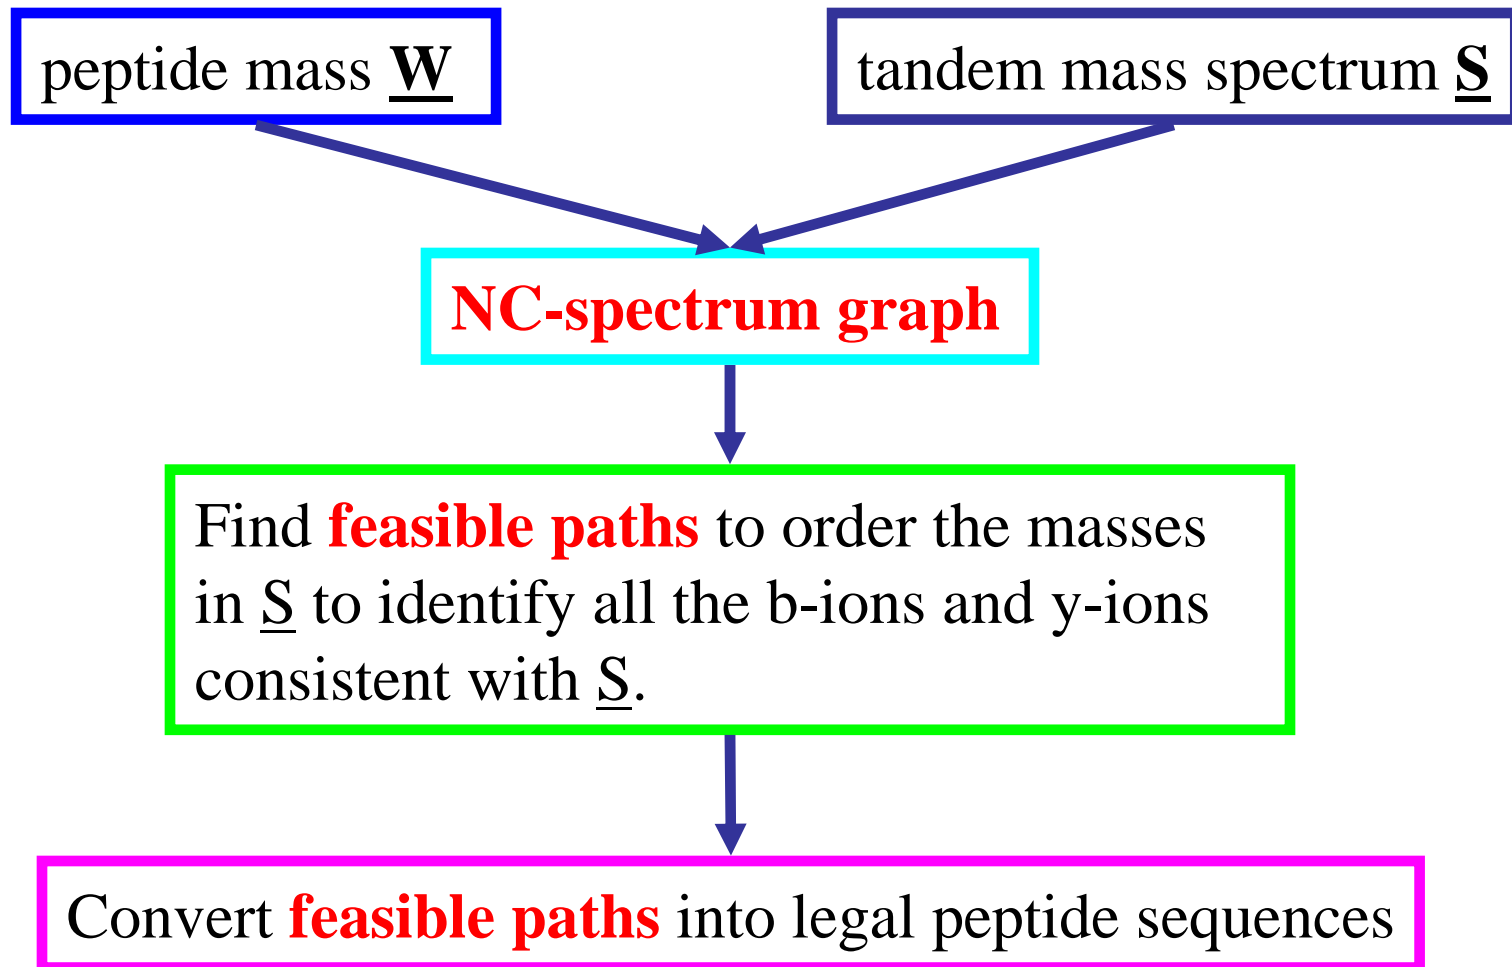 peptide mass W
tandem mass spectrum S
NC-spectrum graph
Find feasible paths to order the masses
in S to identify all the b-ions and y-ions
consistent with S.
Convert feasible paths into legal peptide sequences